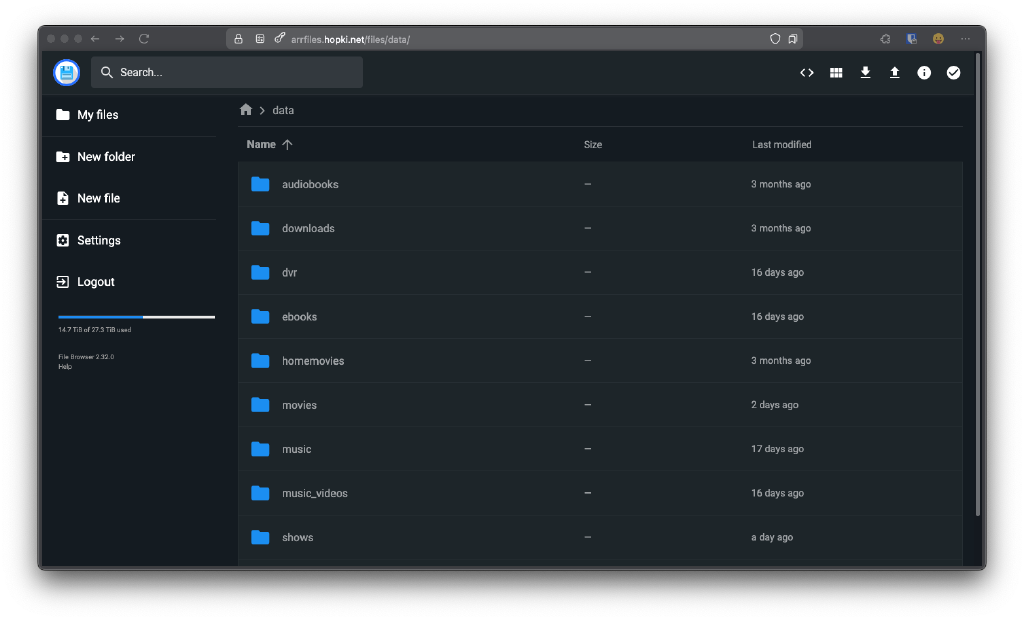 arrfiles.hopki.net/files/data/
Search...
My files
New folder
New file
Settings
Logout
14.7 TiB of 27.3 TiB used
File Browser 2.32.0
Help
data
Name Size Last modified
audiobooks — 3 months ago
downloads — 3 months ago
dvr — 16 days ago
ebooks — 16 days ago
homemovies — 3 months ago
movies — 2 days ago
music — 17 days ago
music_videos — 16 days ago
shows — a day ago